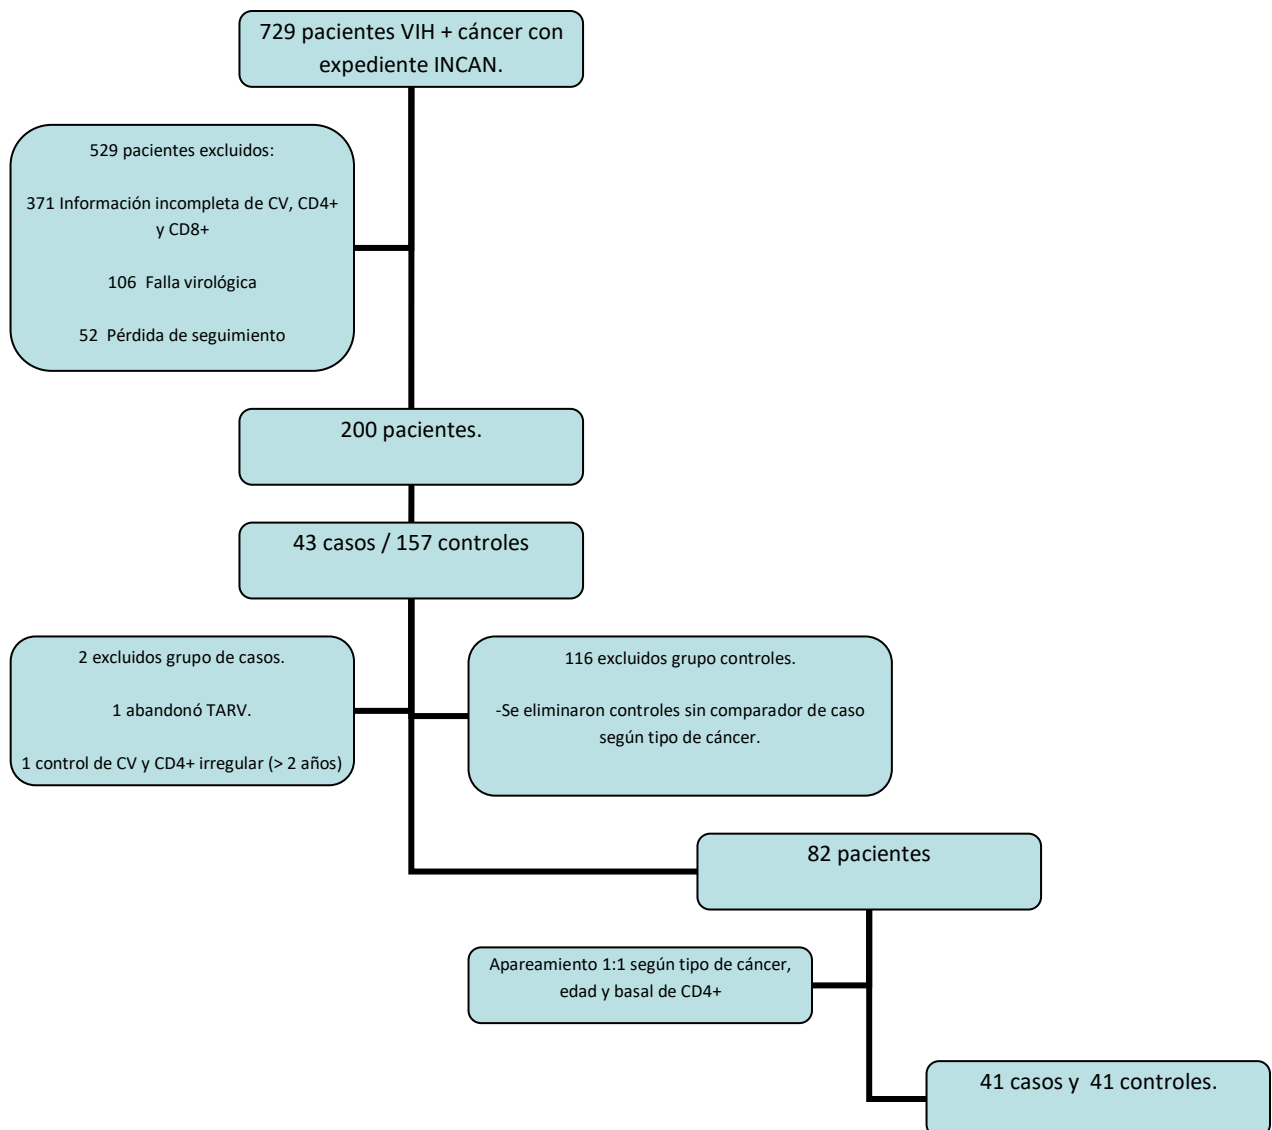 729 pacientes VIH + cáncer con
expediente INCAN.
529 pacientes excluidos:
371 Información incompleta de CV, CD4+
y CD8+
106 Falla virológica
52 Pérdida de seguimiento
200 pacientes.
43 casos / 157 controles
2 excluidos grupo de casos.
1 abandonó TARV.
1 control de CV y CD4+ irregular (> 2 años)
116 excluidos grupo controles.
-Se eliminaron controles sin comparador de caso
según tipo de cáncer.
82 pacientes
Apareamiento 1:1 según tipo de cáncer,
edad y basal de CD4+
41 casos y 41 controles.